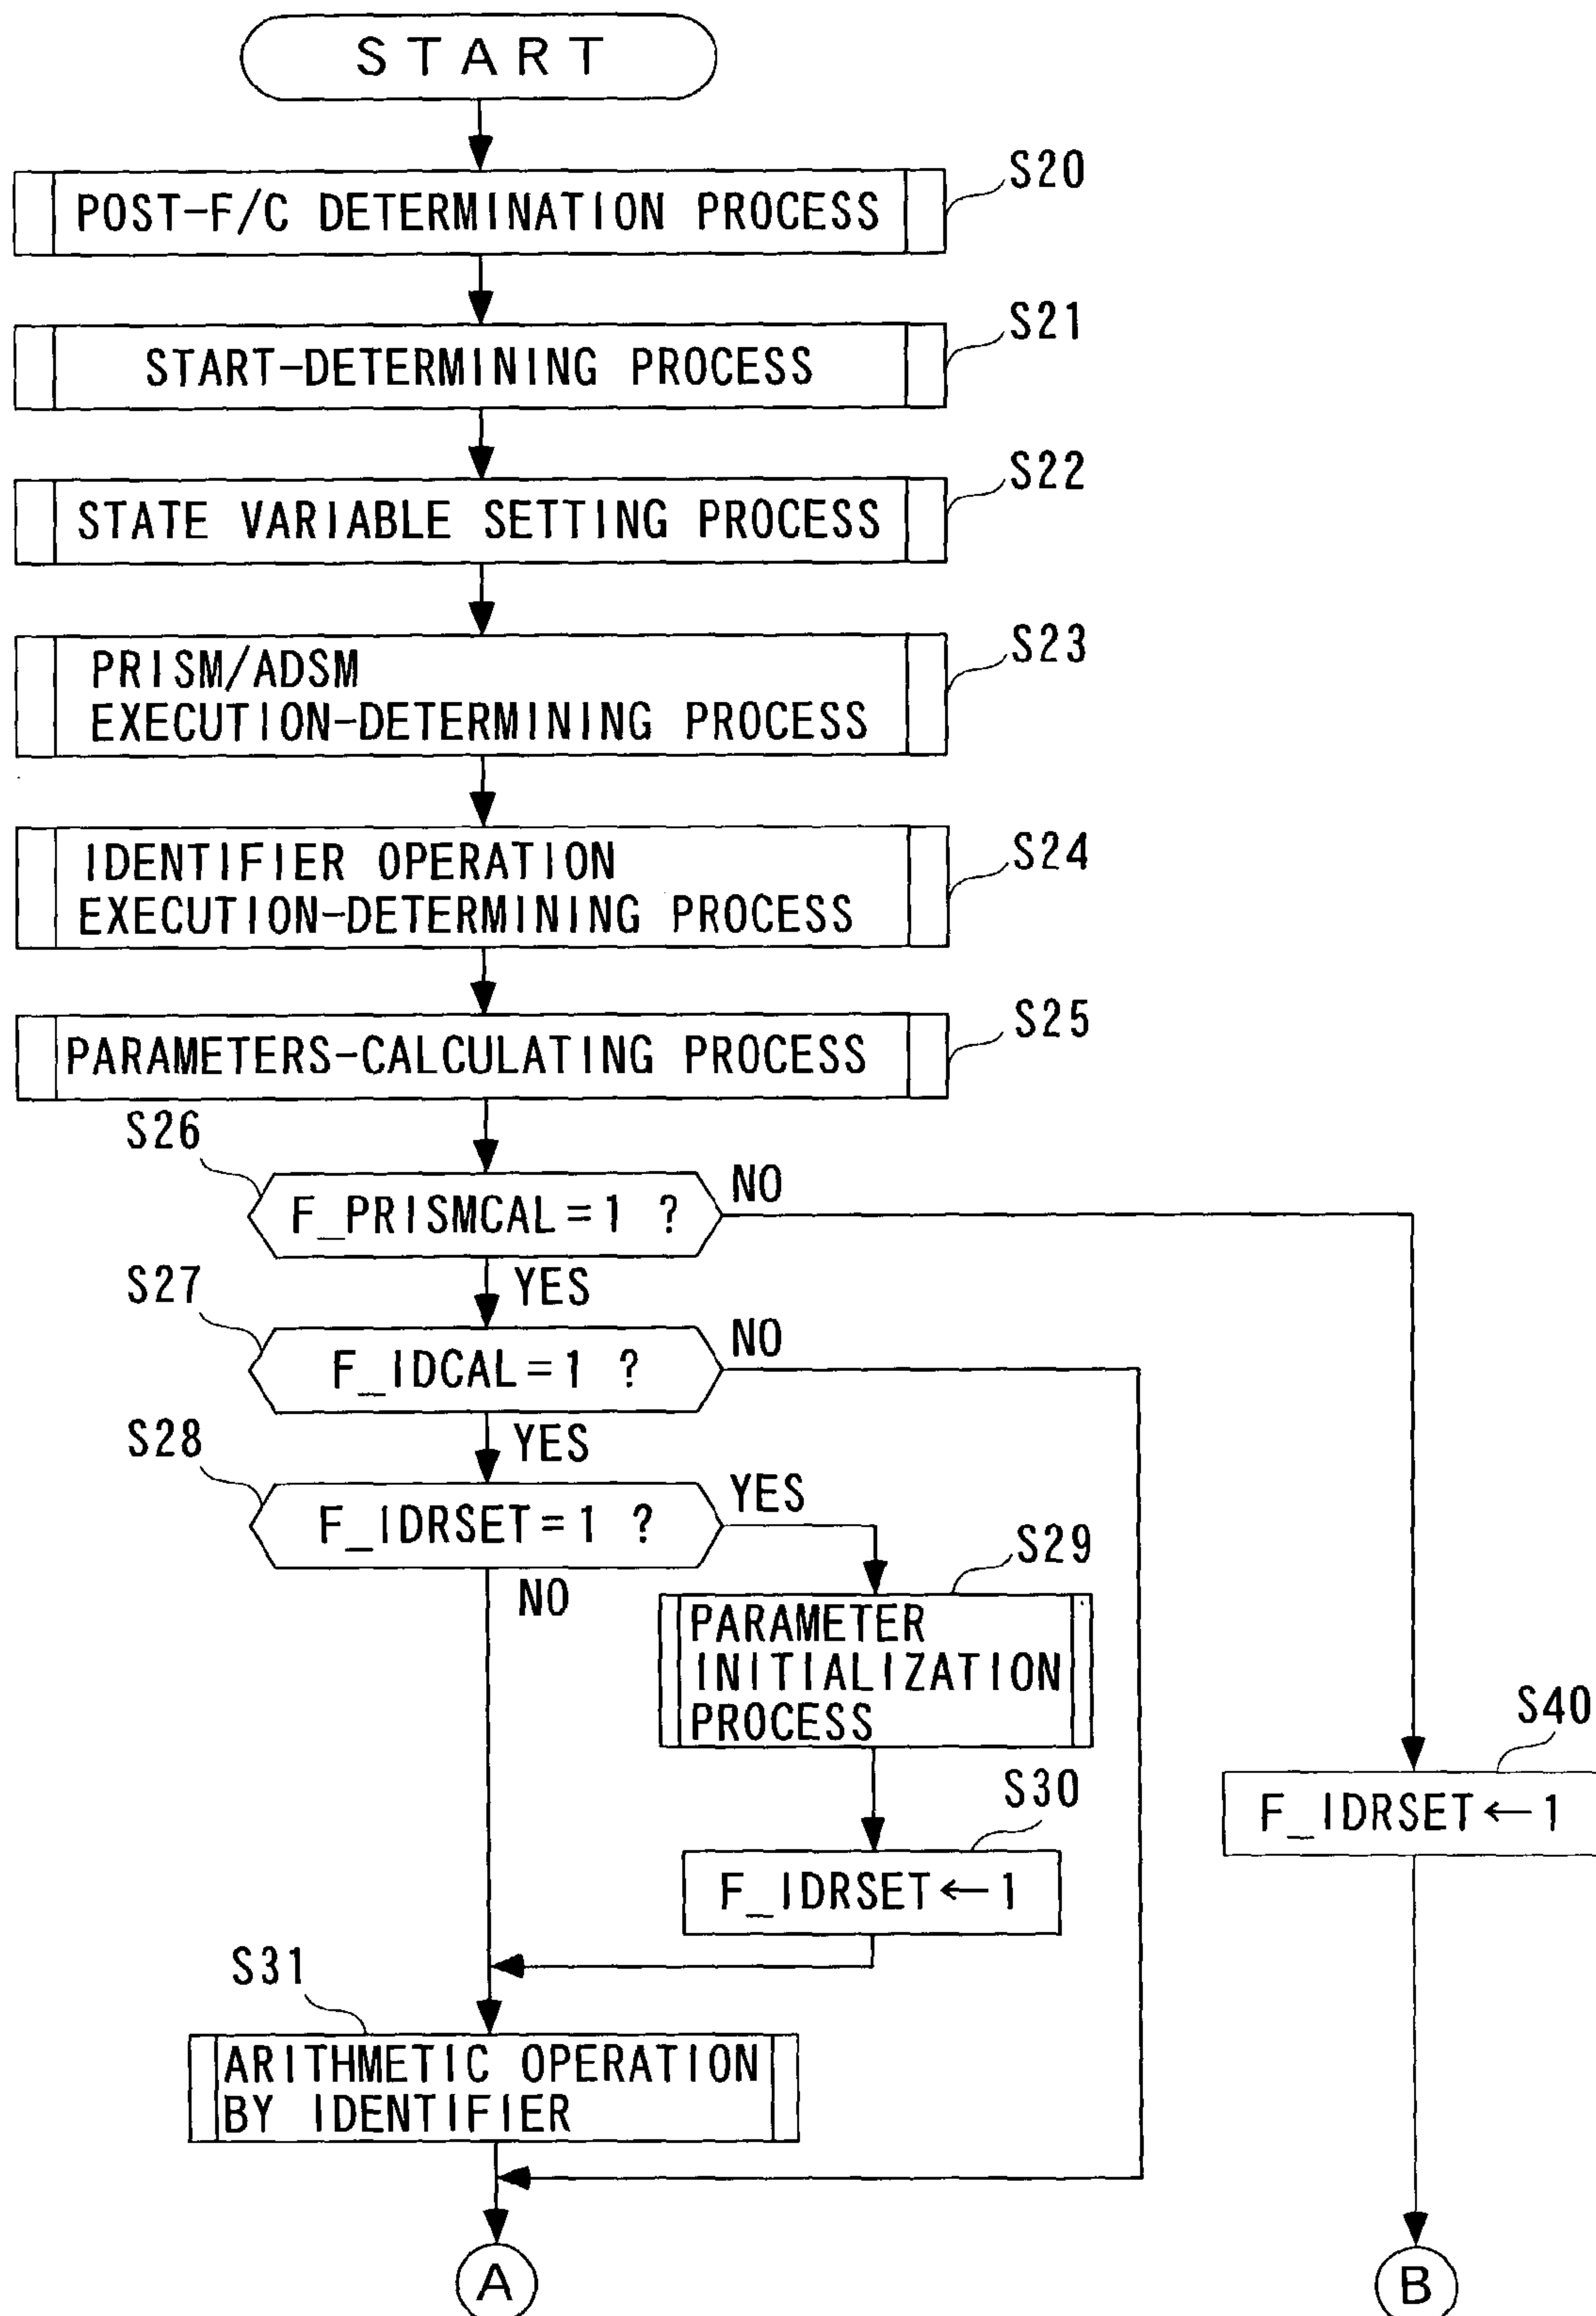 START
S20
POST-F/C DETERMINATION PROCESS
S21
START-DETERMINING PROCESS
S22
STATE VARIABLE SETTING PROCESS
S23
PRISM/ADSM
EXECUTION-DETERMINING PROCESS
S24
IDENTIFIER OPERATION
EXECUTION-DETERMINING PROCESS
S25
PARAMETERS-CALCULATING PROCESS
S26
F_PRISMCAL=1 ?
NO
YES
S27
F_IDCAL=1 ?
NO
YES
S28
F_IDRSET=1 ?
YES
NO
S29
PARAMETER
INITIALIZATION
PROCESS
S30
F_IDRSET←1
S40
F_IDRSET←1
S31
ARITHMETIC OPERATION
BY IDENTIFIER
A
B